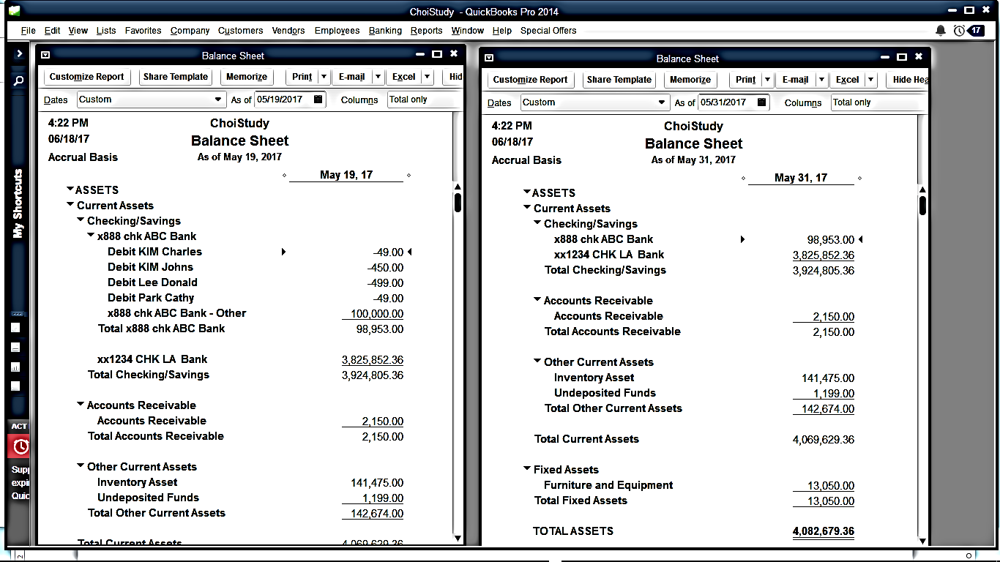 ChoiStudy - QuickBooks Pro 2014
File Edit View Lists Favorites Company Customers Vendors Employees Banking Reports Window Help Special Offers 17
My Shortcuts
ACT
Supp
expi
Quic
Balance Sheet
Customize Report Share Template Memorize Print E-mail Excel Hid
Dates Custom As of 05/19/2017 Columns Total only
4:22 PM ChoiStudy
06/18/17 Balance Sheet
Accrual Basis As of May 19, 2017
May 19, 17
ASSETS
Current Assets
Checking/Savings
x888 chk ABC Bank
Debit KIM Charles -49.00
Debit KIM Johns -450.00
Debit Lee Donald -499.00
Debit Park Cathy -49.00
x888 chk ABC Bank - Other 100,000.00
Total x888 chk ABC Bank 98,953.00
xx1234 CHK LA Bank 3,825,852.36
Total Checking/Savings 3,924,805.36
Accounts Receivable
Accounts Receivable 2,150.00
Total Accounts Receivable 2,150.00
Other Current Assets
Inventory Asset 141,475.00
Undeposited Funds 1,199.00
Total Other Current Assets 142,674.00
Total Current Assets 4,069,629.36
Balance Sheet
Customize Report Share Template Memorize Print E-mail Excel Hide Hea
Dates Custom As of 05/31/2017 Columns Total only
4:22 PM ChoiStudy
06/18/17 Balance Sheet
Accrual Basis As of May 31, 2017
May 31, 17
ASSETS
Current Assets
Checking/Savings
x888 chk ABC Bank 98,953.00
xx1234 CHK LA Bank 3,825,852.36
Total Checking/Savings 3,924,805.36
Accounts Receivable
Accounts Receivable 2,150.00
Total Accounts Receivable 2,150.00
Other Current Assets
Inventory Asset 141,475.00
Undeposited Funds 1,199.00
Total Other Current Assets 142,674.00
Total Current Assets 4,069,629.36
Fixed Assets
Furniture and Equipment 13,050.00
Total Fixed Assets 13,050.00
TOTAL ASSETS 4,082,679.36